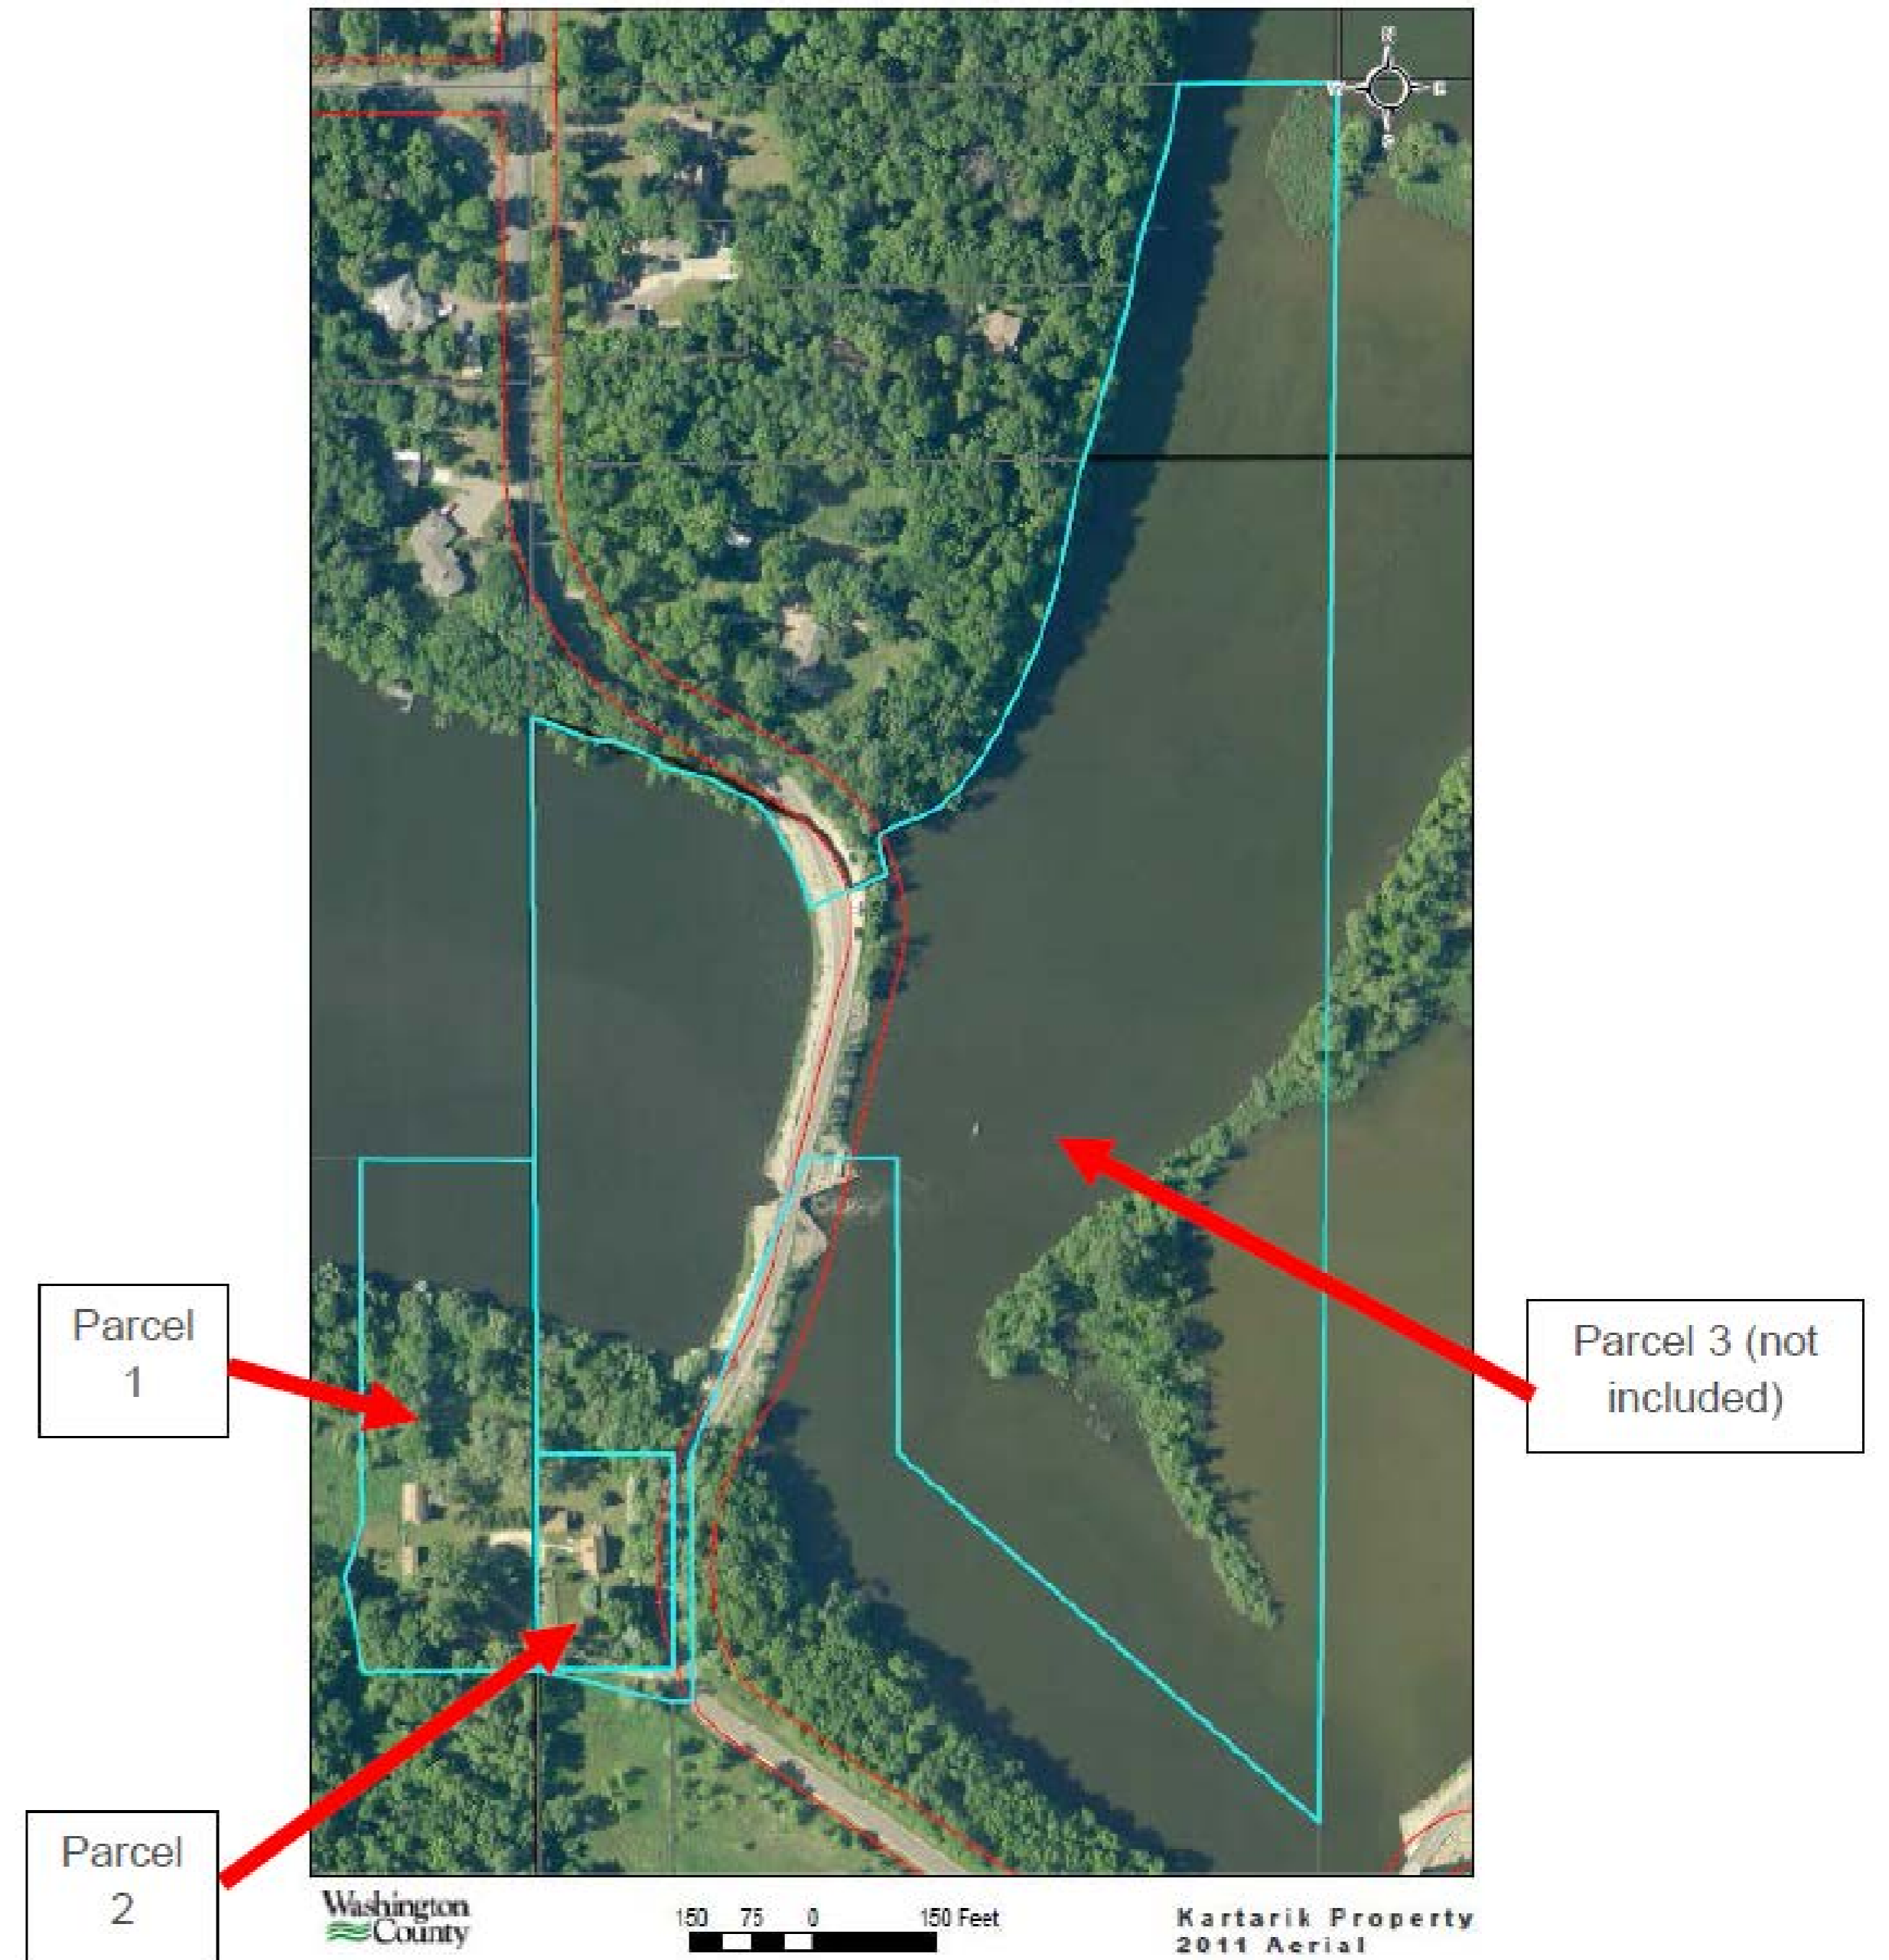 N
W
E
S
Parcel
1
Parcel 3 (not
included)
Parcel
2
Washington
County
150 75 0 150 Feet
Kartarik Property
2011 Aerial